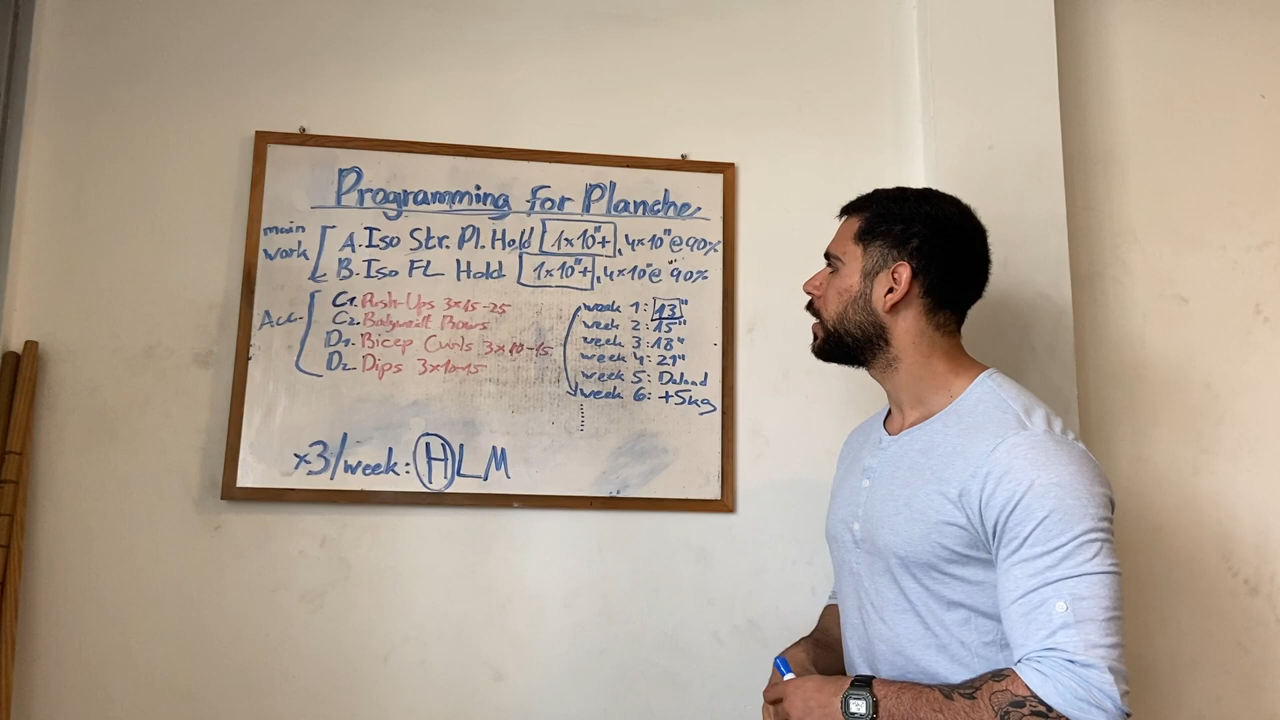 Programming for Planche
main work
A. Iso Str. Pl. Hold 1x10"+, 4x10"@90%
B. Iso FL Hold 1x10"+, 4x10"@ 90%
Acc.
C1. Push-Ups 3x15-25
C2. Bodyweit Rows
D1. Bicep Curls 3x10-15
D2. Dips 3x10-15
week 1: 13"
week 2: 15"
week 3: 18"
week 4: 21"
week 5: Deload
week 6: +5kg
x3/week: H L M